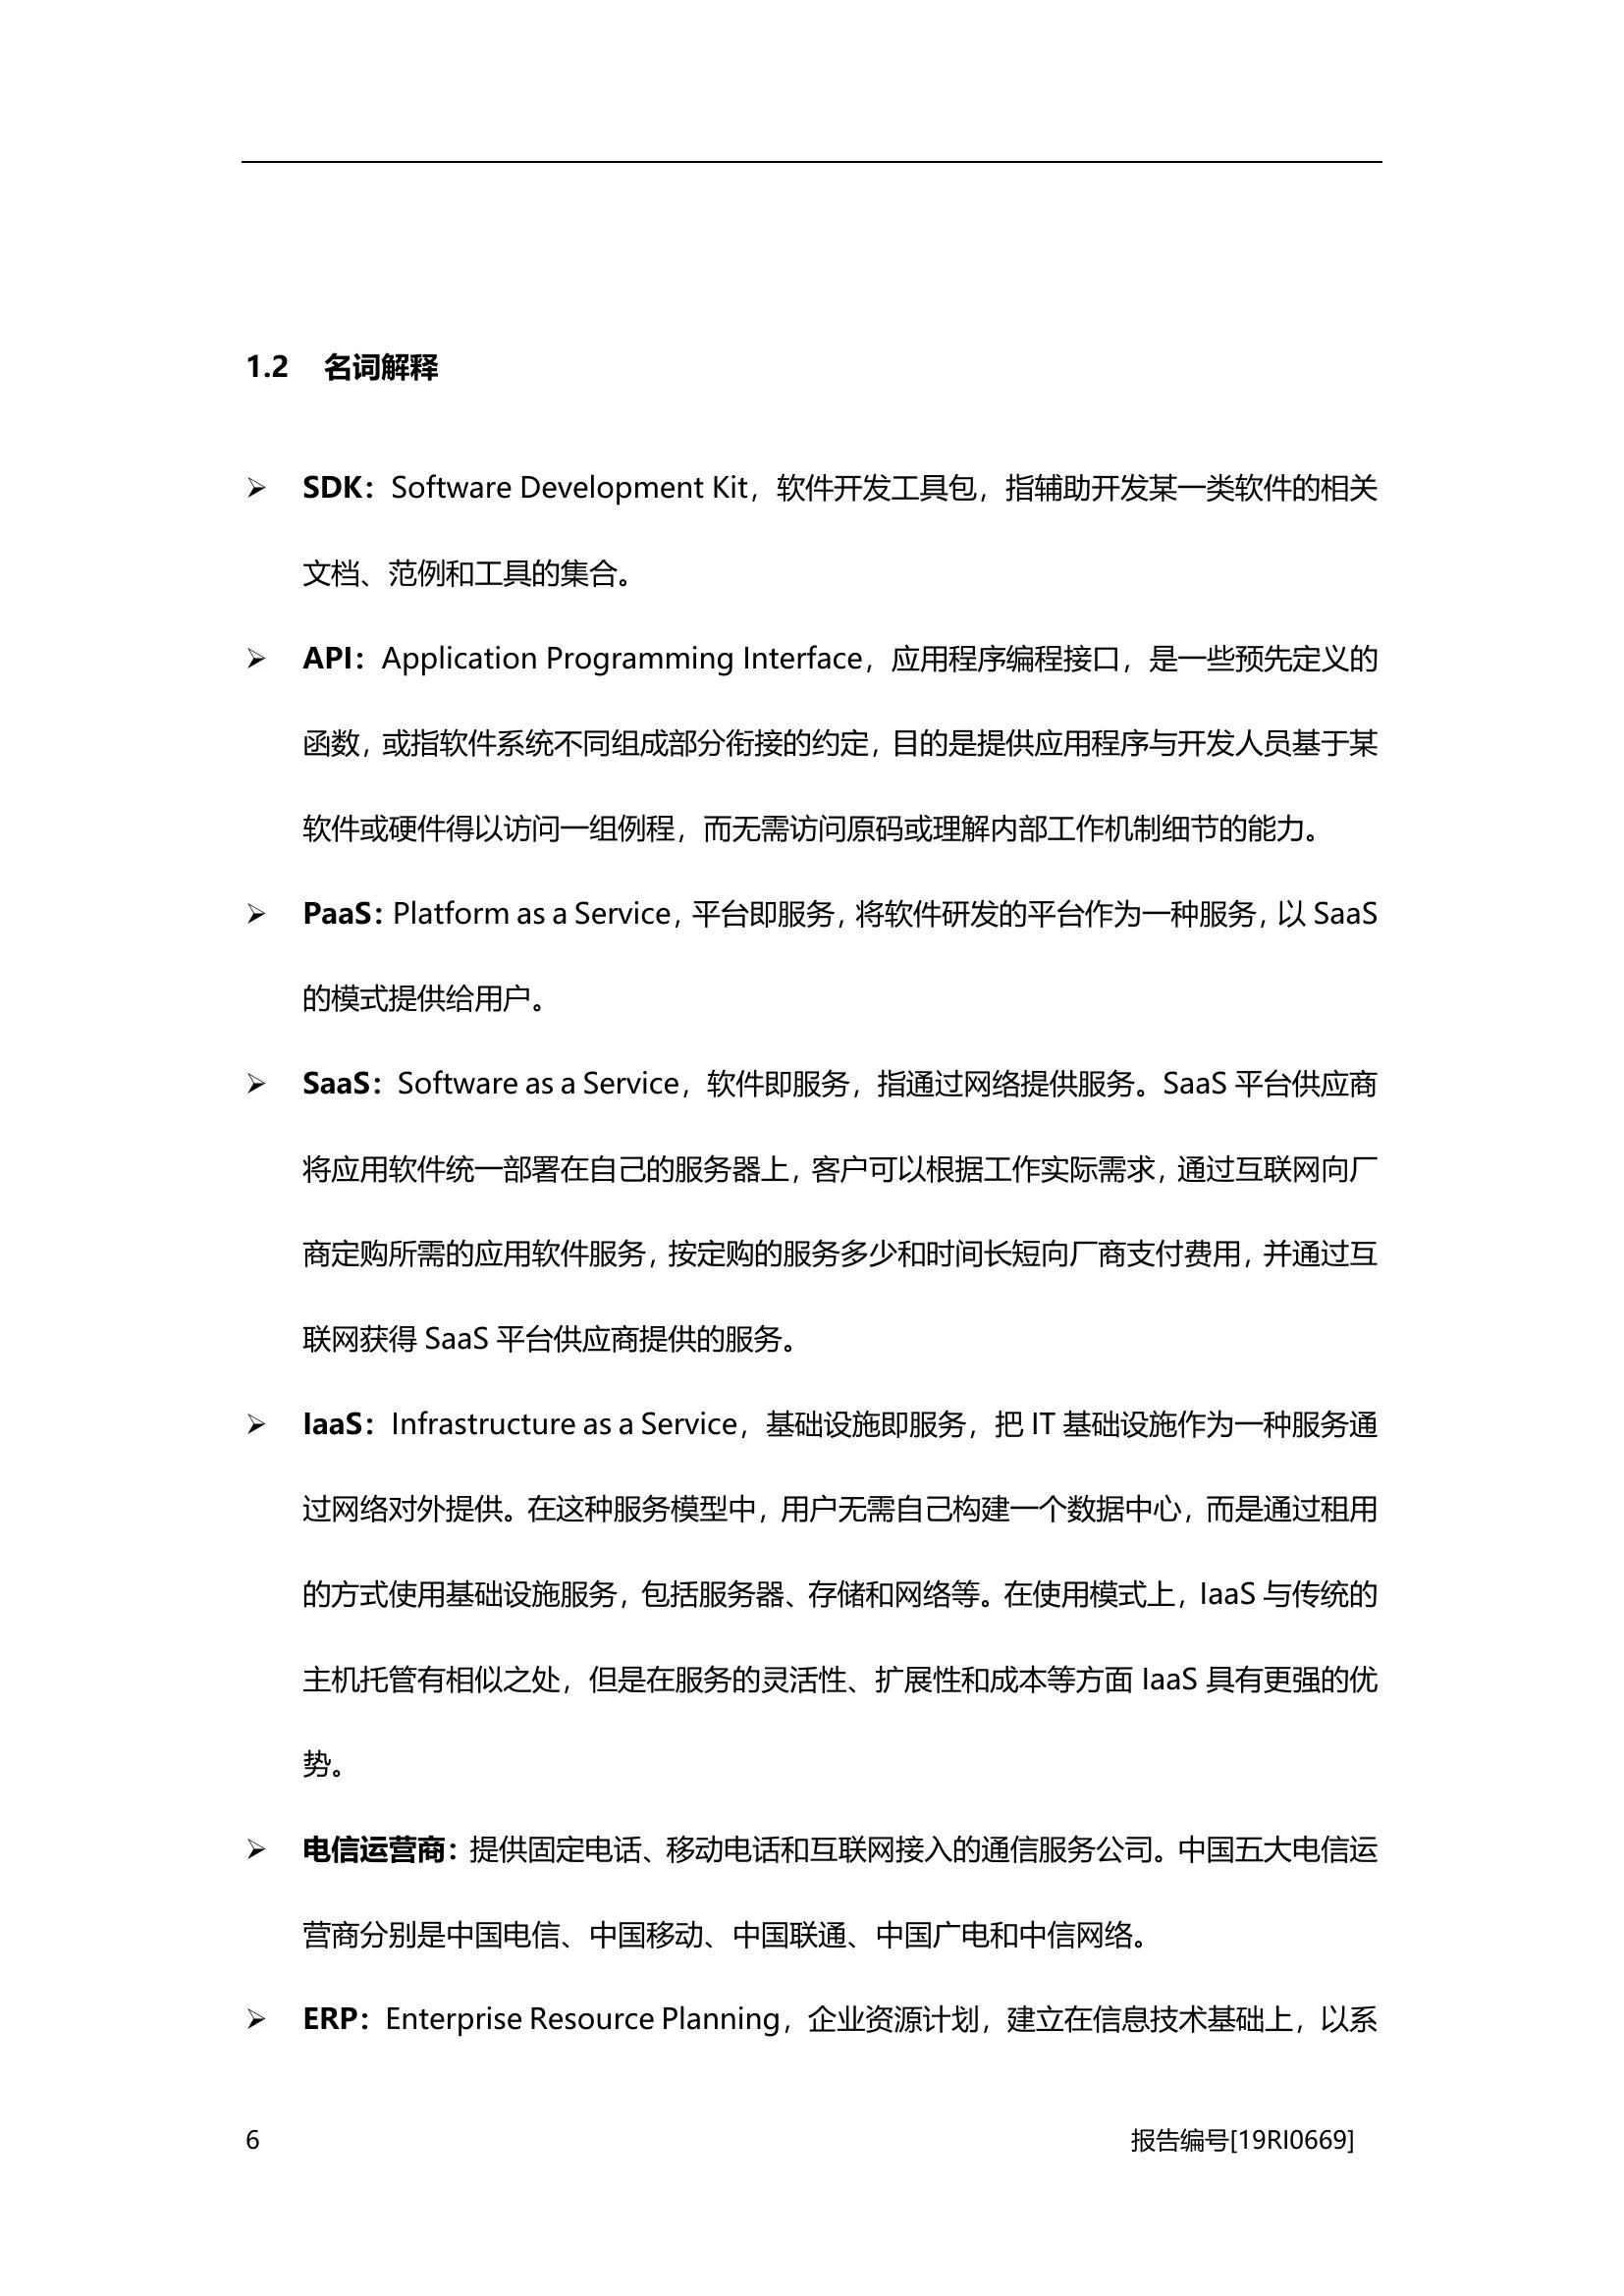 1.2 名词解释
➢ SDK：Software Development Kit，软件开发工具包，指辅助开发某一类软件的相关
文档、范例和工具的集合。
➢ API：Application Programming Interface，应用程序编程接口，是一些预先定义的
函数，或指软件系统不同组成部分衔接的约定，目的是提供应用程序与开发人员基于某
软件或硬件得以访问一组例程，而无需访问原码或理解内部工作机制细节的能力。
➢ PaaS：Platform as a Service，平台即服务，将软件研发的平台作为一种服务，以 SaaS
的模式提供给用户。
➢ SaaS：Software as a Service，软件即服务，指通过网络提供服务。SaaS 平台供应商
将应用软件统一部署在自己的服务器上，客户可以根据工作实际需求，通过互联网向厂
商定购所需的应用软件服务，按定购的服务多少和时间长短向厂商支付费用，并通过互
联网获得 SaaS 平台供应商提供的服务。
➢ IaaS：Infrastructure as a Service，基础设施即服务，把 IT 基础设施作为一种服务通
过网络对外提供。在这种服务模型中，用户无需自己构建一个数据中心，而是通过租用
的方式使用基础设施服务，包括服务器、存储和网络等。在使用模式上，IaaS 与传统的
主机托管有相似之处，但是在服务的灵活性、扩展性和成本等方面 IaaS 具有更强的优
势。
➢ 电信运营商：提供固定电话、移动电话和互联网接入的通信服务公司。中国五大电信运
营商分别是中国电信、中国移动、中国联通、中国广电和中信网络。
➢ ERP：Enterprise Resource Planning，企业资源计划，建立在信息技术基础上，以系
6 报告编号[19RI0669]